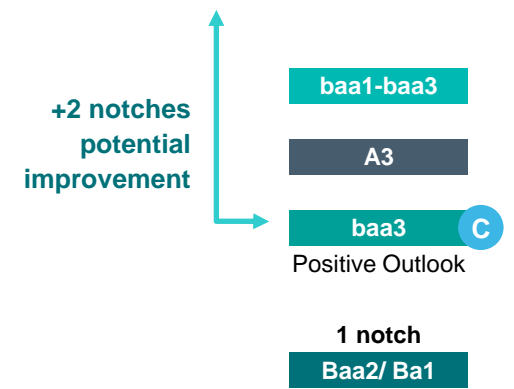 baa1-baa3
+2 notches
potential
improvement
A3
baa3
C
Positive Outlook
1 notch
Baa2/ Ba1